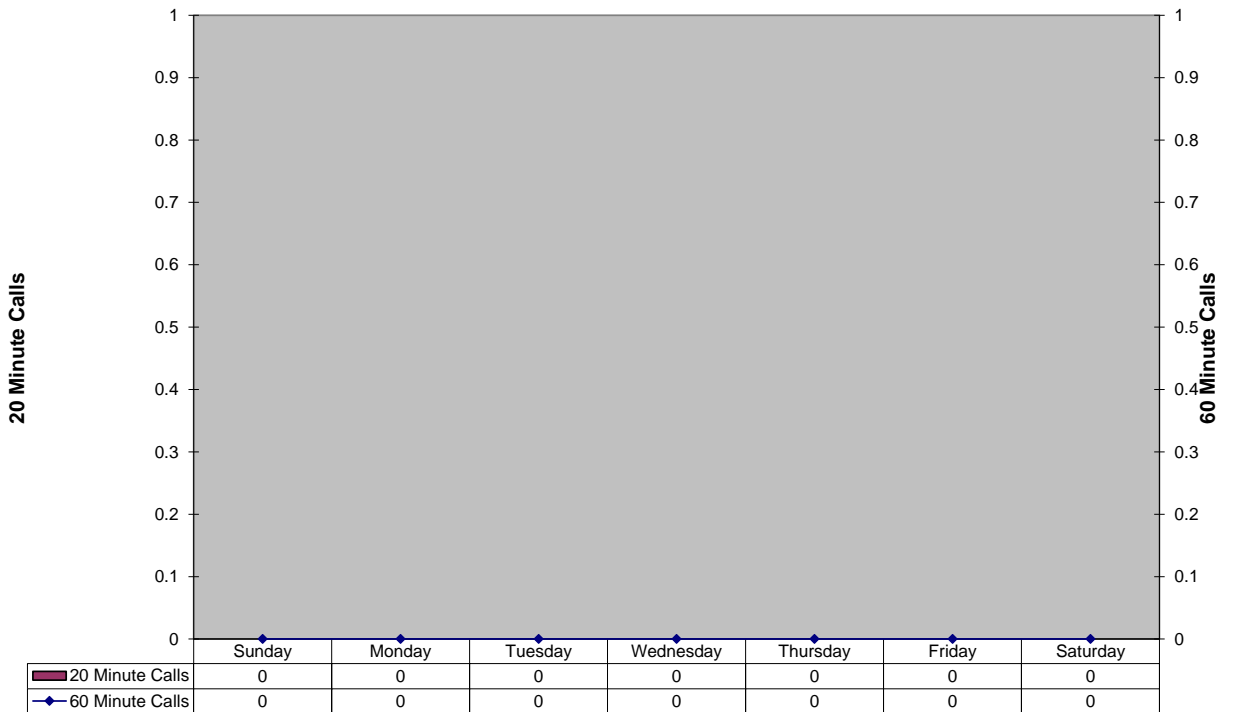 1 1
0.9 0.9
0.8 0.8
0.7 0.7
0.6 0.6
0.5 0.5
0.4 0.4
0.3 0.3
0.2 0.2
0.1 0.1
0 0
20 Minute Calls
60 Minute Calls
Sunday Monday Tuesday Wednesday Thursday Friday Saturday
20 Minute Calls 0 0 0 0 0 0 0
60 Minute Calls 0 0 0 0 0 0 0